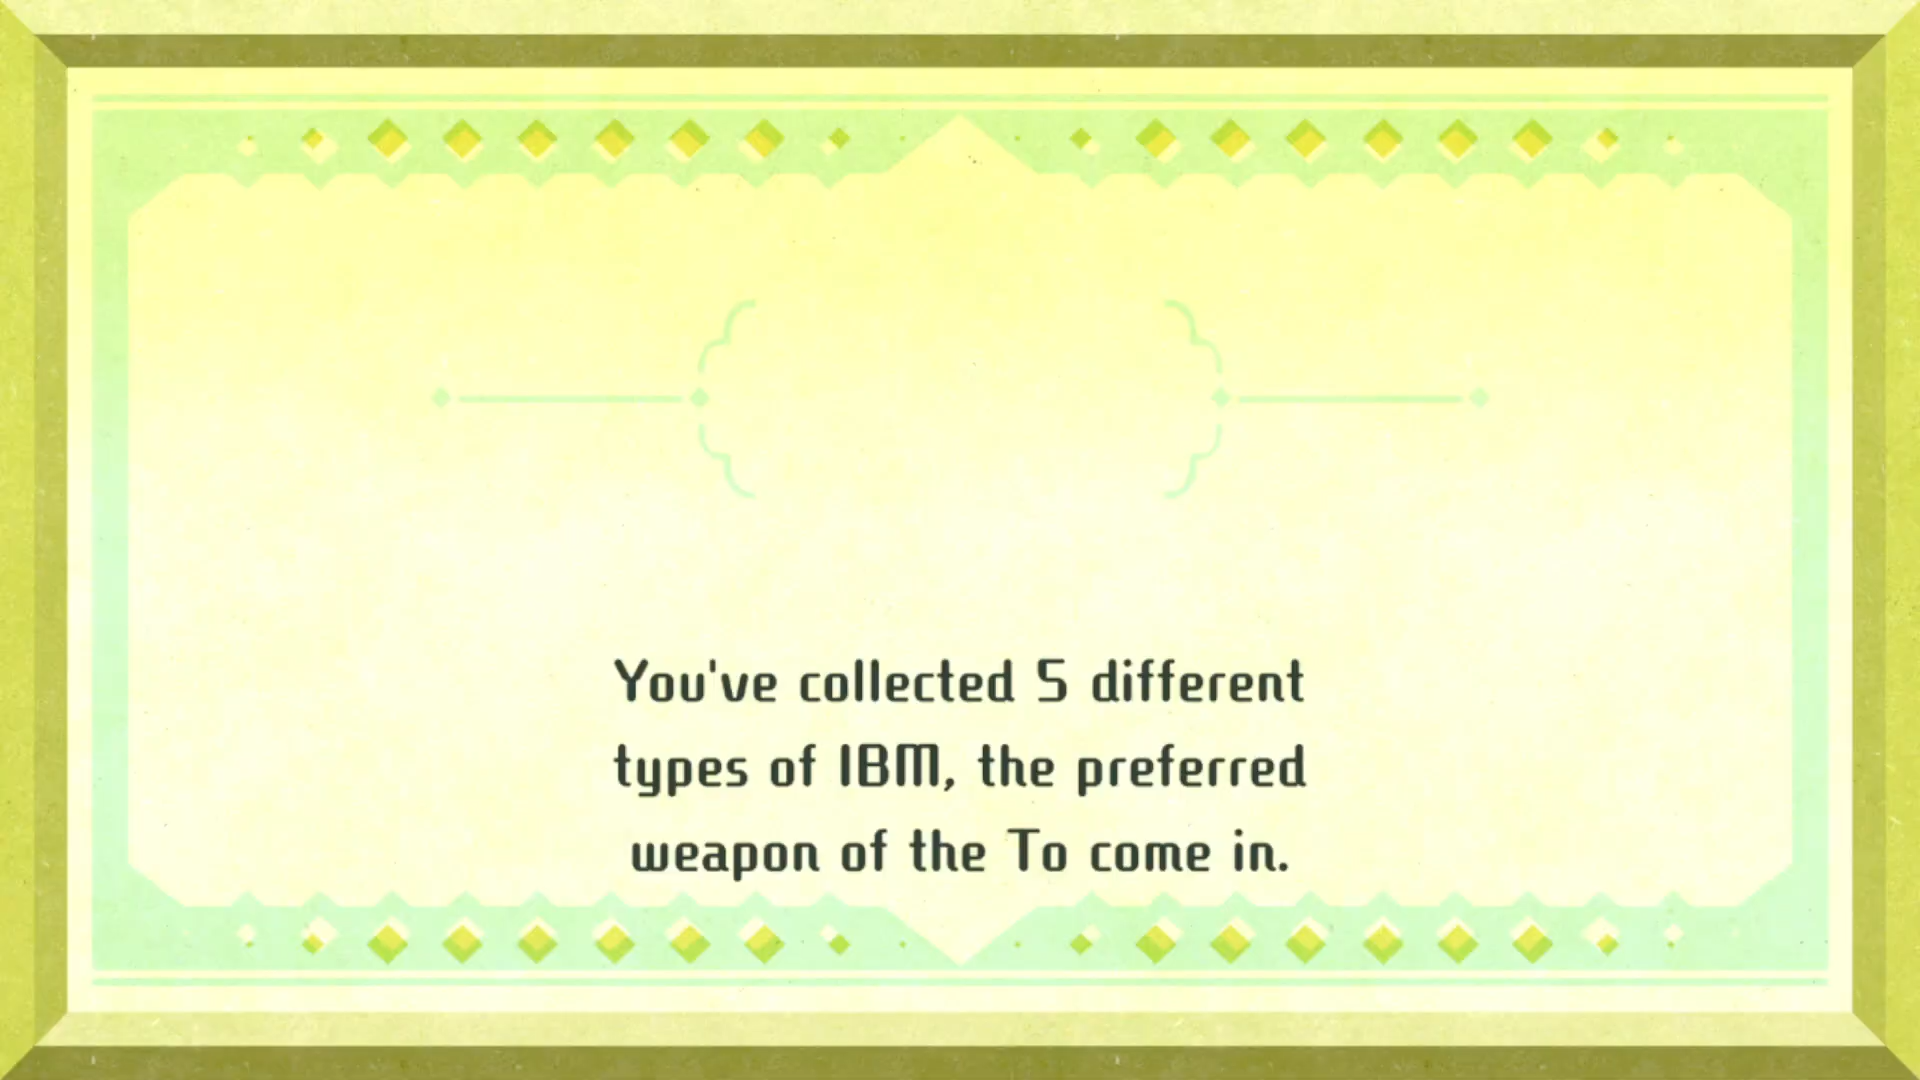 You've collected 5 different
types of IBM, the preferred
weapon of the To come in.